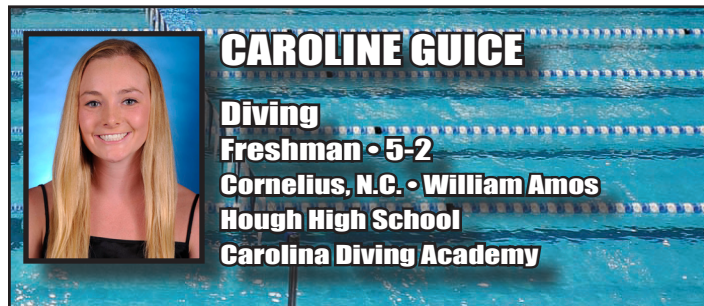 CAROLINE GUICE
Diving
Freshman • 5-2
Cornelius, N.C. • William Amos
Hough High School
Carolina Diving Academy